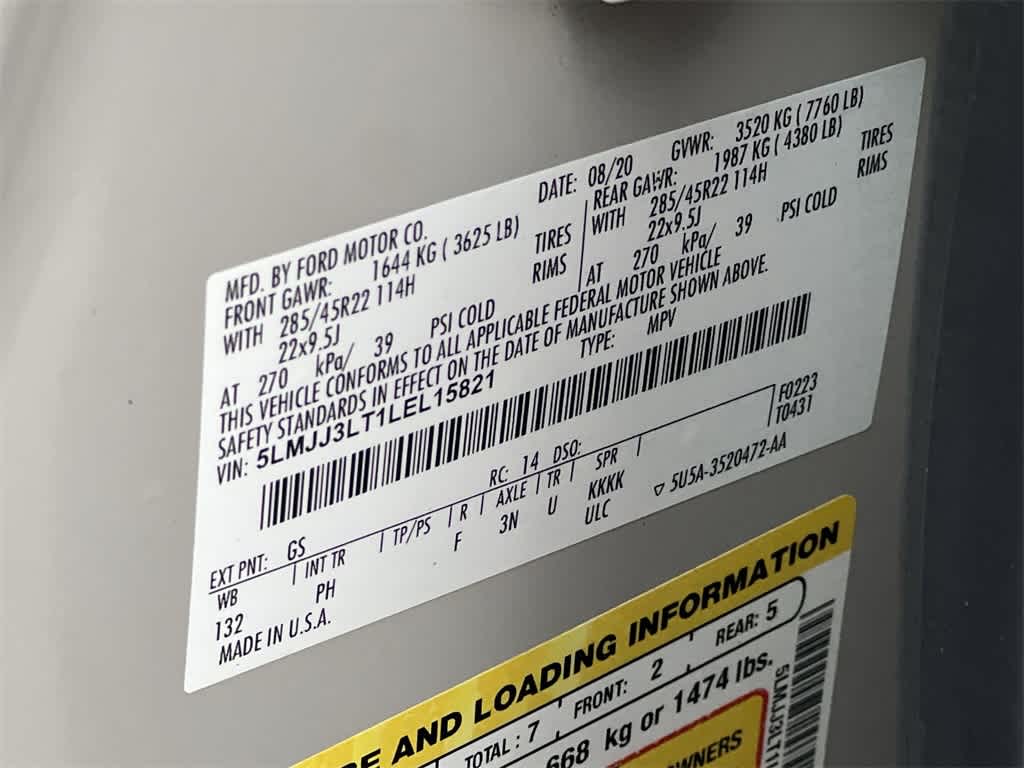 MFD. BY FORD MOTOR CO.
DATE: 08/20 GVWR: 3520 KG ( 7760 LB)
FRONT GAWR: 1644 KG ( 3625 LB)
REAR GAWR: 1987 KG ( 4380 LB)
WITH 285/45R22 114H TIRES
WITH 285/45R22 114H TIRES
22x9.5J RIMS
22x9.5J RIMS
AT 270 kPa/ 39 PSI COLD
AT 270 kPa/ 39 PSI COLD
THIS VEHICLE CONFORMS TO ALL APPLICABLE FEDERAL MOTOR VEHICLE
SAFETY STANDARDS IN EFFECT ON THE DATE OF MANUFACTURE SHOWN ABOVE.
VIN: 5LMJJ3LT1LEL15821 TYPE: MPV
F0223
T0431
EXT PNT: GS RC: 14 DSO:
WB INT TR TP/PS R AXLE TR SPR
132 PH F 3N U KKKK
ULC
▽ 5U5A-3520472-AA
MADE IN U.S.A.
AND LOADING INFORMATION
TOTAL : 7 FRONT: 2 REAR: 5
668 kg or 1474 lbs.
OWNERS
5LMJJ3LT1